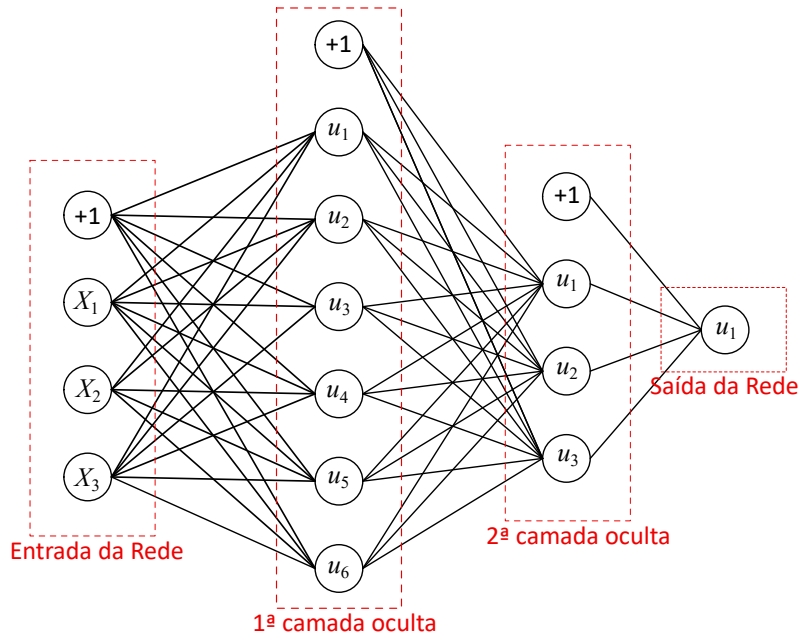 +1
X1
X2
X3
Entrada da Rede
+1
u1
u2
u3
u4
u5
u6
1ª camada oculta
+1
u1
u2
u3
2ª camada oculta
u1
Saída da Rede